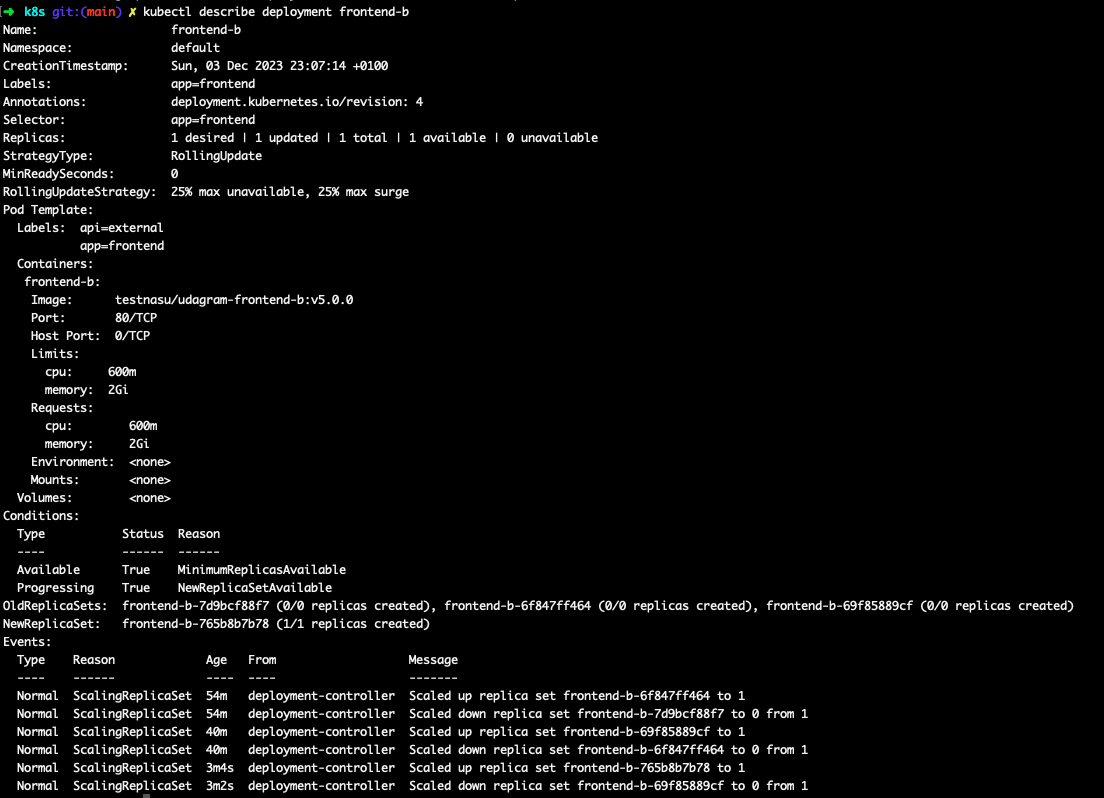 ➜ k8s git:(main) ✗ kubectl describe deployment frontend-b
Name:                   frontend-b
Namespace:              default
CreationTimestamp:      Sun, 03 Dec 2023 23:07:14 +0100
Labels:                 app=frontend
Annotations:            deployment.kubernetes.io/revision: 4
Selector:               app=frontend
Replicas:               1 desired | 1 updated | 1 total | 1 available | 0 unavailable
StrategyType:           RollingUpdate
MinReadySeconds:        0
RollingUpdateStrategy:  25% max unavailable, 25% max surge
Pod Template:
  Labels:  api=external
           app=frontend
  Containers:
   frontend-b:
    Image:      testnasu/udagram-frontend-b:v5.0.0
    Port:       80/TCP
    Host Port:  0/TCP
    Limits:
      cpu:     600m
      memory:  2Gi
    Requests:
      cpu:        600m
      memory:     2Gi
    Environment:  <none>
    Mounts:       <none>
  Volumes:        <none>
Conditions:
  Type           Status  Reason
  ----           ------  ------
  Available      True    MinimumReplicasAvailable
  Progressing    True    NewReplicaSetAvailable
OldReplicaSets:  frontend-b-7d9bcf88f7 (0/0 replicas created), frontend-b-6f847ff464 (0/0 replicas created), frontend-b-69f85889cf (0/0 replicas created)
NewReplicaSet:   frontend-b-765b8b7b78 (1/1 replicas created)
Events:
  Type    Reason             Age   From                   Message
  ----    ------             ----  ----                   -------
  Normal  ScalingReplicaSet  54m   deployment-controller  Scaled up replica set frontend-b-6f847ff464 to 1
  Normal  ScalingReplicaSet  54m   deployment-controller  Scaled down replica set frontend-b-7d9bcf88f7 to 0 from 1
  Normal  ScalingReplicaSet  40m   deployment-controller  Scaled up replica set frontend-b-69f85889cf to 1
  Normal  ScalingReplicaSet  40m   deployment-controller  Scaled down replica set frontend-b-6f847ff464 to 0 from 1
  Normal  ScalingReplicaSet  3m4s  deployment-controller  Scaled up replica set frontend-b-765b8b7b78 to 1
  Normal  ScalingReplicaSet  3m2s  deployment-controller  Scaled down replica set frontend-b-69f85889cf to 0 from 1